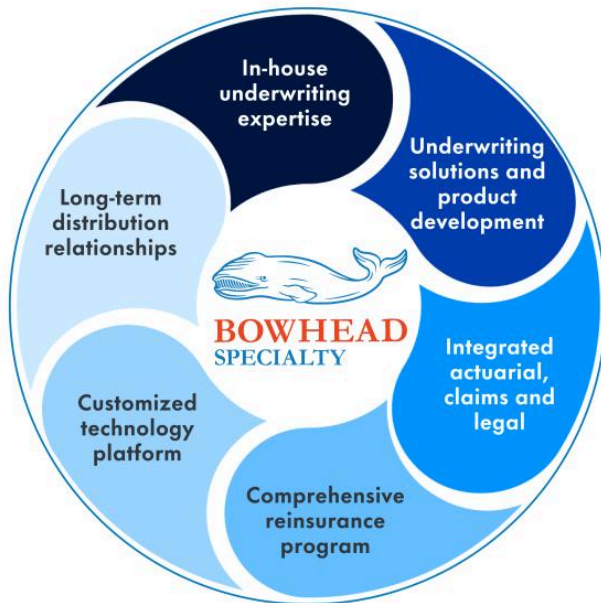 In-house
underwriting
expertise
Underwriting
solutions and
product
development
Integrated
actuarial,
claims and
legal
Comprehensive
reinsurance
program
Customized
technology
platform
Long-term
distribution
relationships
BOWHEAD
SPECIALTY